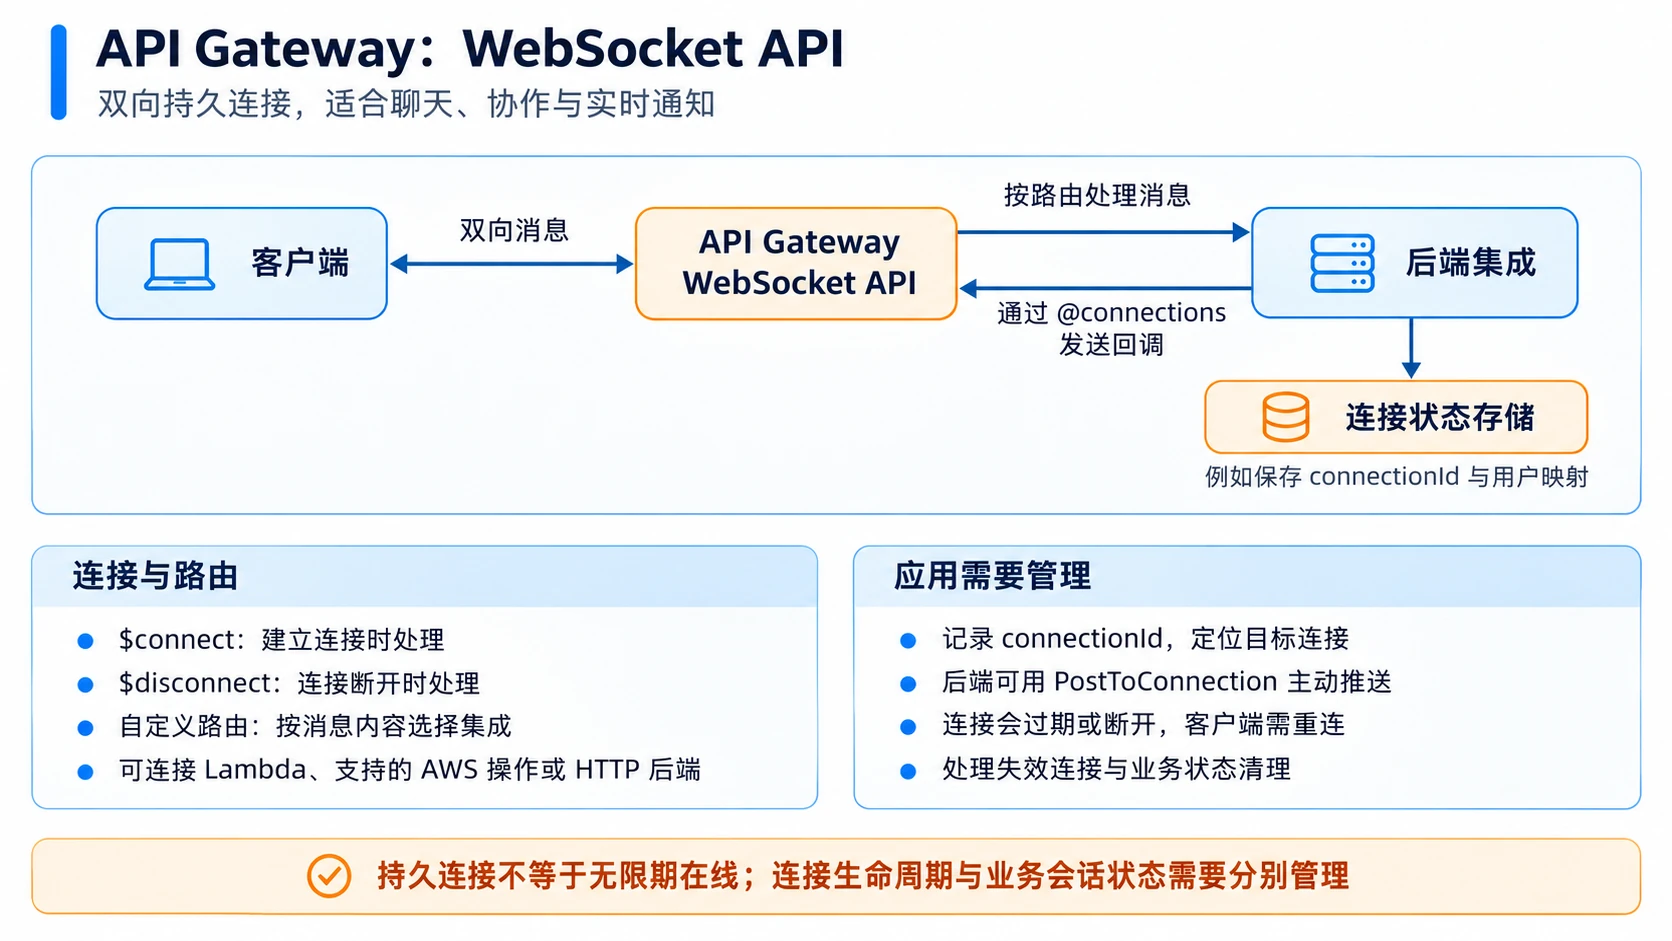 API Gateway：WebSocket API
双向持久连接，适合聊天、协作与实时通知
客户端
双向消息
API Gateway
WebSocket API
按路由处理消息
通过 @connections
发送回调
后端集成
连接状态存储
例如保存 connectionId 与用户映射
连接与路由
$connect：建立连接时处理
$disconnect：连接断开时处理
自定义路由：按消息内容选择集成
可连接 Lambda、支持的 AWS 操作或 HTTP 后端
应用需要管理
记录 connectionId，定位目标连接
后端可用 PostToConnection 主动推送
连接会过期或断开，客户端需重连
处理失效连接与业务状态清理
持久连接不等于无限期在线；连接生命周期与业务会话状态需要分别管理